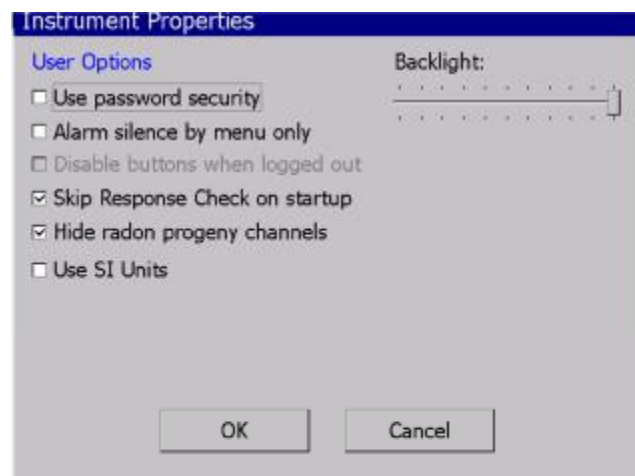 Instrument Properties
User Options
Backlight:
Use password security
Alarm silence by menu only
Disable buttons when logged out
Skip Response Check on startup
Hide radon progeny channels
Use SI Units
OK
Cancel